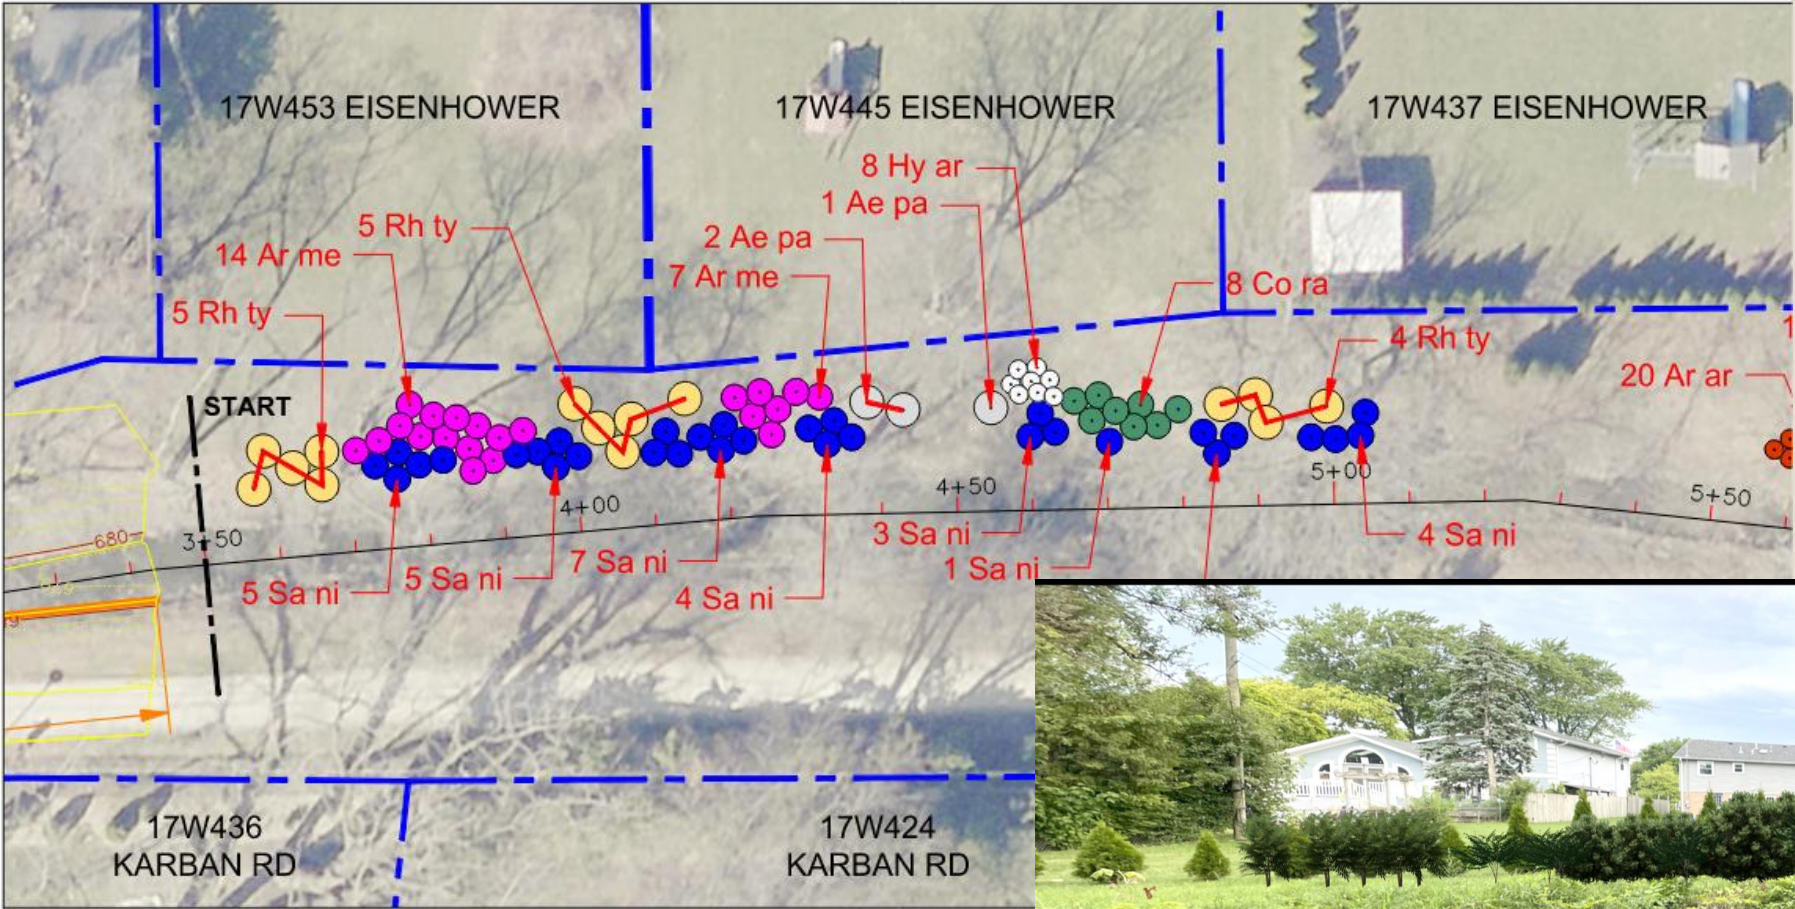 17W453 EISENHOWER
17W445 EISENHOWER
17W437 EISENHOWER
8 Hy ar
1 Ae pa
5 Rh ty
2 Ae pa
14 Ar me
7 Ar me
8 Co ra
5 Rh ty
4 Rh ty
1
20 Ar ar
START
4+50
5+00
5+50
4+00
3+50
680
3 Sa ni
4 Sa ni
7 Sa ni
1 Sa ni
5 Sa ni
5 Sa ni
4 Sa ni
17W436
KARBAN RD
17W424
KARBAN RD